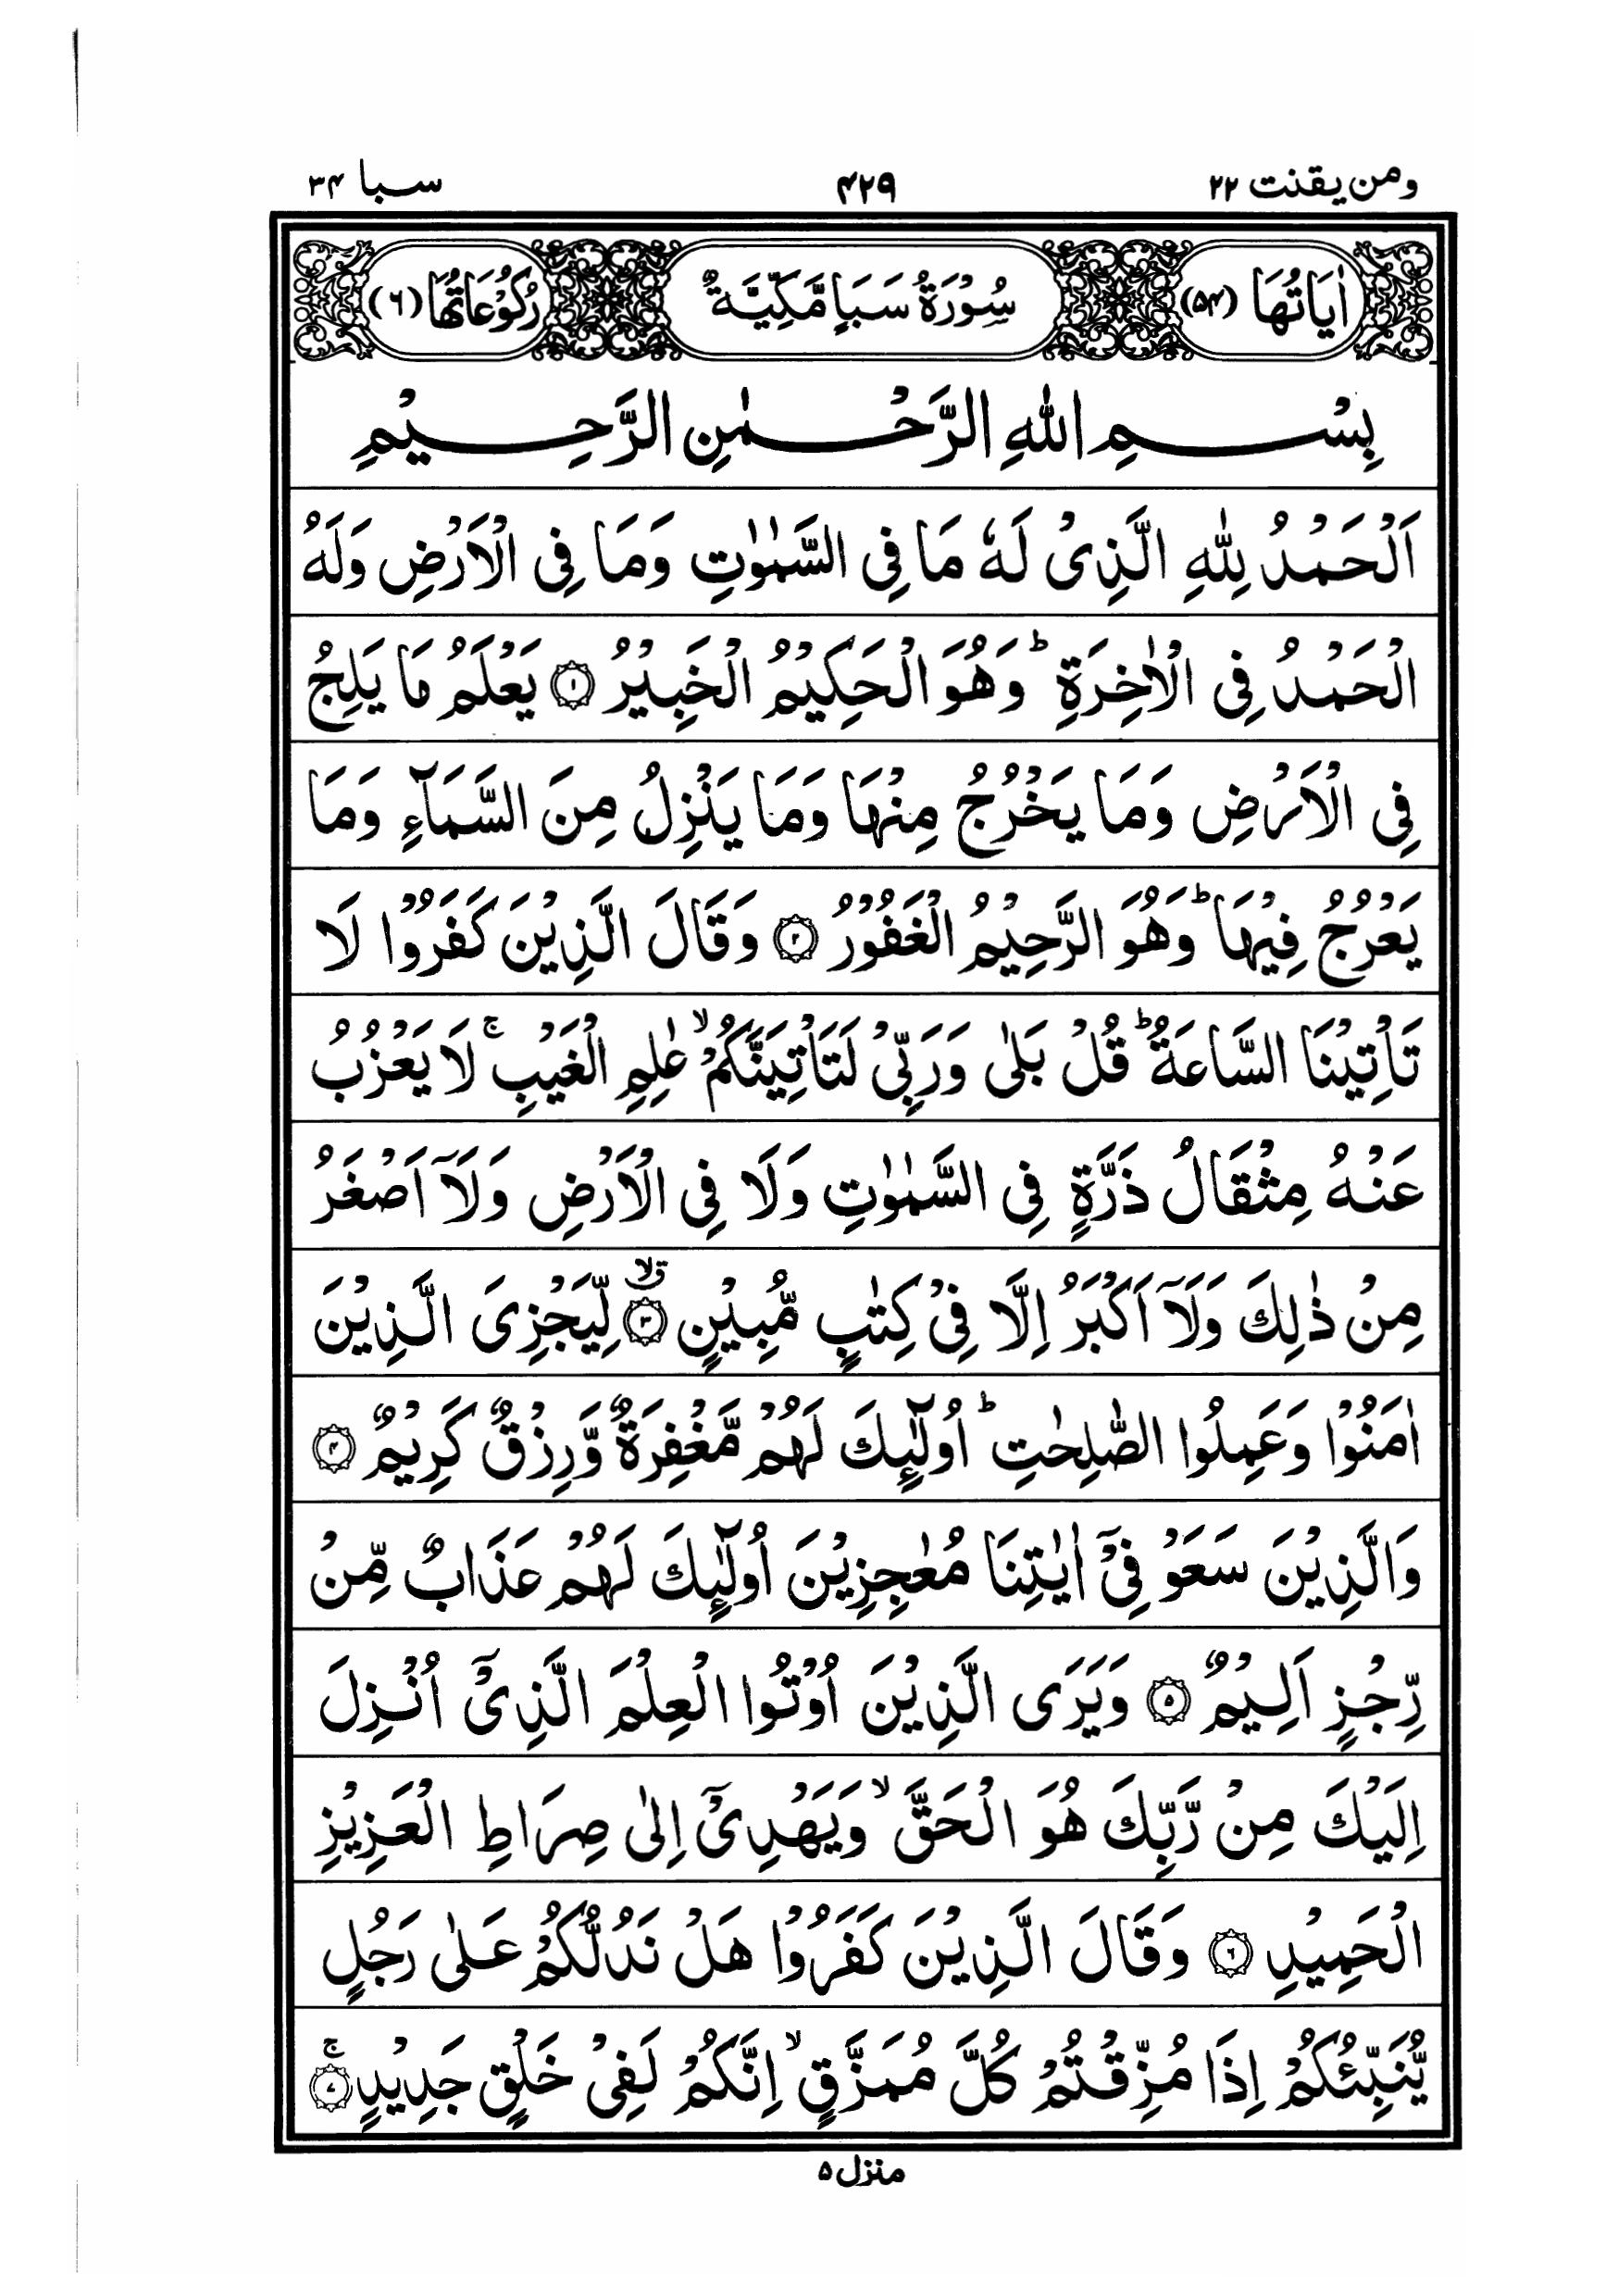 ومن يقنت ٢٢ ٤٢٩ سبا ٣٤
اٰيَاتُهَا (٥٤) سُوْرَةُ سَبَاٍ مَّكِّيَّةٌ رُكُوْعَاتُهَا (٦)
بِسْمِ اللّٰهِ الرَّحْمٰنِ الرَّحِيْمِ
اَلْحَمْدُ لِلّٰهِ الَّذِىْ لَهٗ مَا فِى السَّمٰوٰتِ وَمَا فِى الْاَرْضِ وَلَهُ
الْحَمْدُ فِى الْاٰخِرَةِ ؕ وَهُوَ الْحَكِيْمُ الْخَبِيْرُ ۝١ يَعْلَمُ مَا يَلِجُ
فِى الْاَرْضِ وَمَا يَخْرُجُ مِنْهَا وَمَا يَنْزِلُ مِنَ السَّمَآءِ وَمَا
يَعْرُجُ فِيْهَا ؕ وَهُوَ الرَّحِيْمُ الْغَفُوْرُ ۝٢ وَقَالَ الَّذِيْنَ كَفَرُوْا لَا
تَاْتِيْنَا السَّاعَةُ ؕ قُلْ بَلٰى وَرَبِّىْ لَتَاْتِيَنَّكُمْ ۙ عٰلِمِ الْغَيْبِ ۚ لَا يَعْزُبُ
عَنْهُ مِثْقَالُ ذَرَّةٍ فِى السَّمٰوٰتِ وَلَا فِى الْاَرْضِ وَلَاۤ اَصْغَرُ
مِنْ ذٰلِكَ وَلَاۤ اَكْبَرُ اِلَّا فِىْ كِتٰبٍ مُّبِيْنٍ ۝٣ۙق لِّيَجْزِىَ الَّذِيْنَ
اٰمَنُوْا وَعَمِلُوا الصّٰلِحٰتِ ؕ اُولٰٓئِكَ لَهُمْ مَّغْفِرَةٌ وَّرِزْقٌ كَرِيْمٌ ۝٤
وَالَّذِيْنَ سَعَوْ فِىْۤ اٰيٰتِنَا مُعٰجِزِيْنَ اُولٰٓئِكَ لَهُمْ عَذَابٌ مِّنْ
رِّجْزٍ اَلِيْمٌ ۝٥ وَيَرَى الَّذِيْنَ اُوْتُوا الْعِلْمَ الَّذِىْۤ اُنْزِلَ
اِلَيْكَ مِنْ رَّبِّكَ هُوَ الْحَقَّ ۙ وَيَهْدِىْۤ اِلٰى صِرَاطِ الْعَزِيْزِ
الْحَمِيْدِ ۝٦ وَقَالَ الَّذِيْنَ كَفَرُوْا هَلْ نَدُلُّكُمْ عَلٰى رَجُلٍ
يُّنَبِّئُكُمْ اِذَا مُزِّقْتُمْ كُلَّ مُمَزَّقٍ ۙ اِنَّكُمْ لَفِىْ خَلْقٍ جَدِيْدٍ ۝٧ۚ
منزل ٥